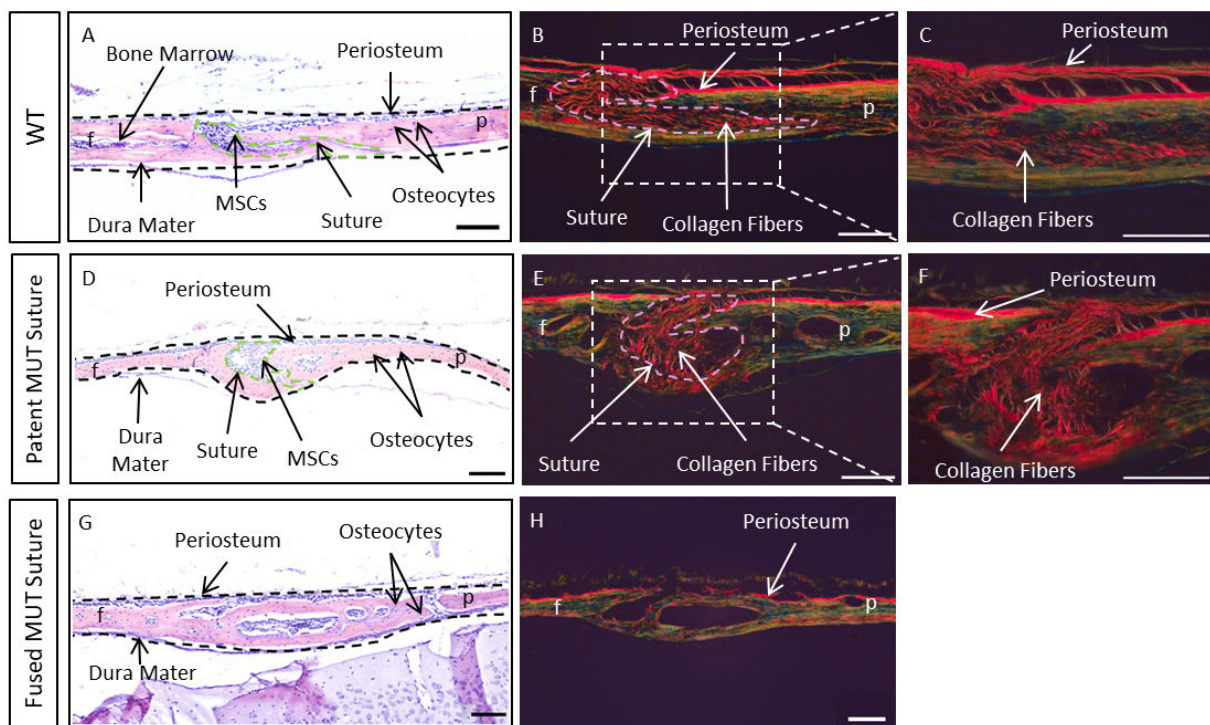 WT
A
Bone Marrow
Periosteum
f
p
MSCs
Osteocytes
Dura Mater
Suture
B
Periosteum
f
p
Suture
Collagen Fibers
C
Periosteum
Collagen Fibers
Patent MUT Suture
D
Periosteum
f
p
Dura
Mater
Suture
MSCs
Osteocytes
E
f
p
Suture
Collagen Fibers
F
Periosteum
Collagen Fibers
Fused MUT Suture
G
Periosteum
Osteocytes
f
p
Dura Mater
H
Periosteum
f
p